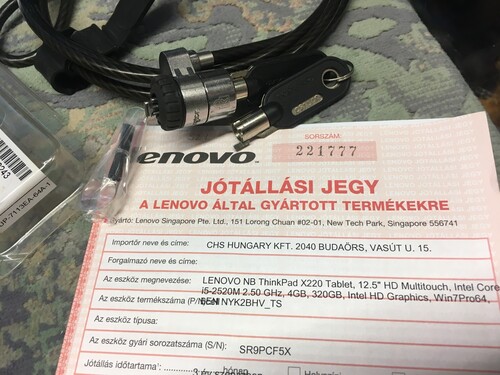 SORSZÁM:
enovo™ 221777
JÓTÁLLÁSI JEGY
A LENOVO ÁLTAL GYÁRTOTT TERMÉKEKRE
Gyártó: Lenovo Singapore Pte. Ltd., 151 Lorong Chuan #02-01, New Tech Park, Singapore 556741
Importőr neve és címe: CHS HUNGARY KFT. 2040 BUDAÖRS, VASÚT U. 15.
Forgalmazó neve és címe:
Az eszköz megnevezése: LENOVO NB ThinkPad X220 Tablet, 12.5" HD Multitouch, Intel Core
i5-2520M 2.50 GHz, 4GB, 320GB, Intel HD Graphics, Win7Pro64,
Az eszköz termékszáma (P/N): NYK2BHV_TS
Az eszköz típusa:
Az eszköz gyári sorozatszáma (S/N): SR9PCF5X
Jótállás időtartama¹: hónap